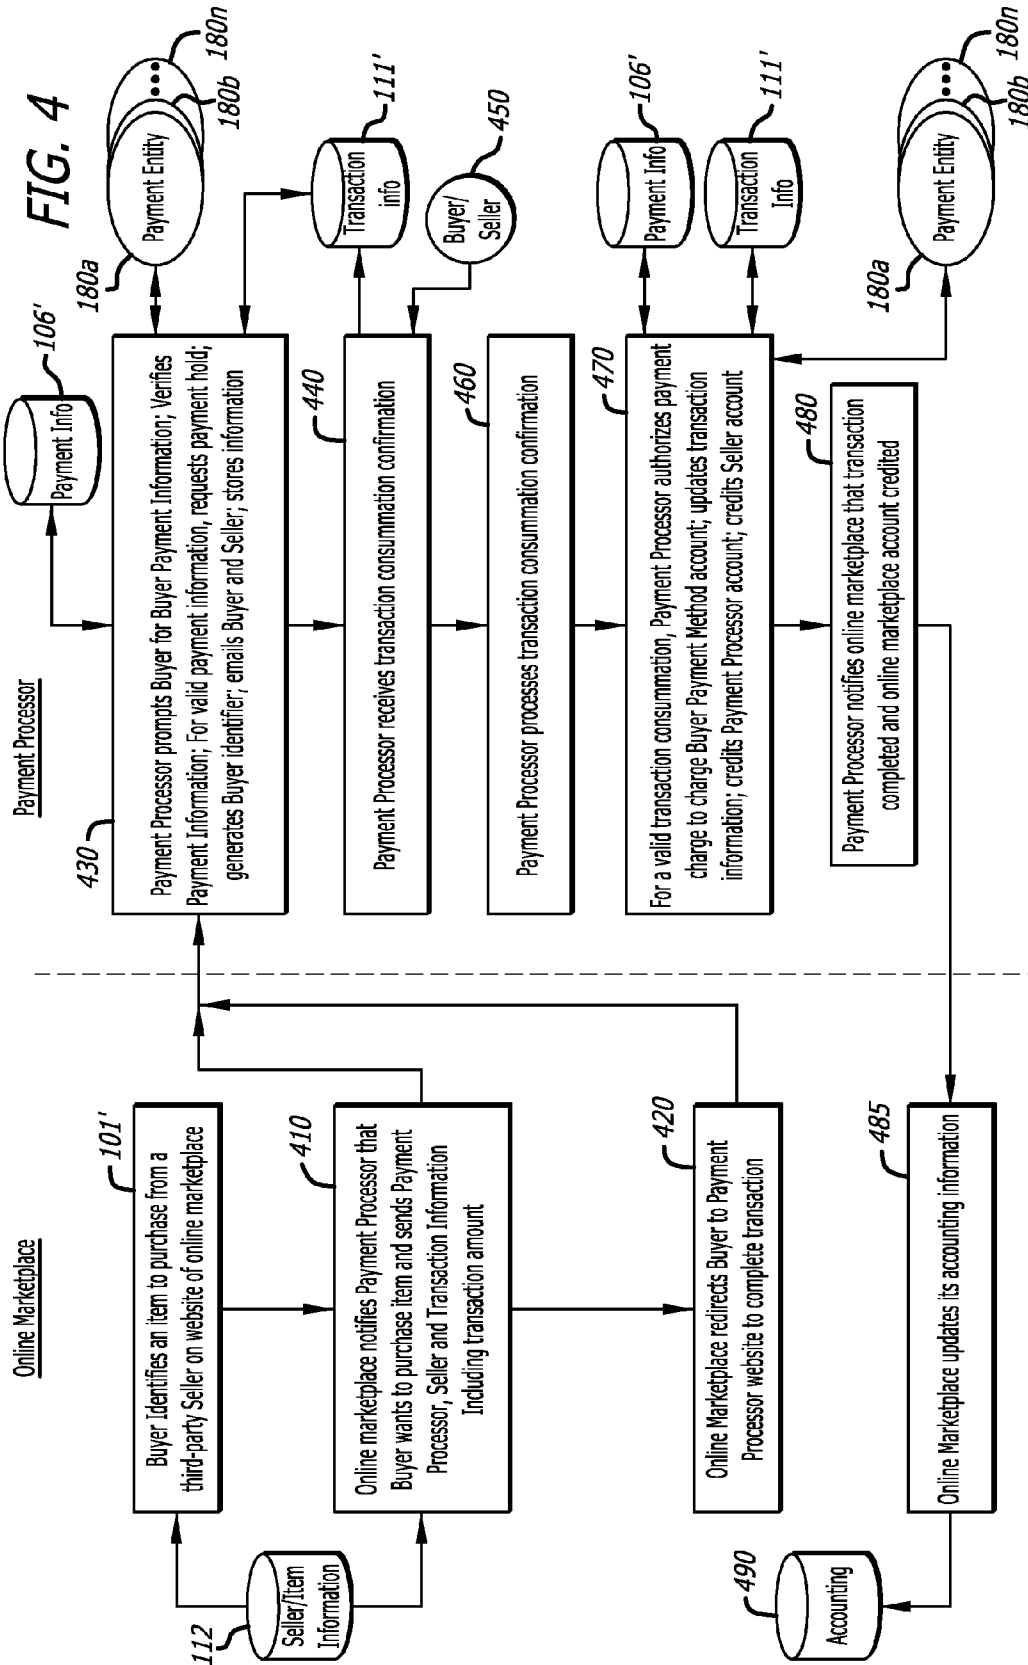 FIG. 4
Online Marketplace
Payment Processor
112
Seller/Item
Information
101'
Buyer Identifies an item to purchase from a
third-party Seller on website of online marketplace
410
Online marketplace notifies Payment Processor that
Buyer wants to purchase item and sends Payment
Processor, Seller and Transaction Information
Including transaction amount
420
Online Marketplace redirects Buyer to Payment
Processor website to complete transaction
485
Online Marketplace updates its accounting information
490
Accounting
106'
Payment Info
430
Payment Processor prompts Buyer for Buyer Payment Information; Verifies
Payment Information; For valid payment information, requests payment hold;
generates Buyer identifier; emails Buyer and Seller; stores information
180a
Payment Entity
180b
180n
440
Payment Processor receives transaction consummation confirmation
111'
Transaction
info
450
Buyer/
Seller
460
Payment Processor processes transaction consummation confirmation
470
For a valid transaction consummation, Payment Processor authorizes payment
charge to charge Buyer Payment Method account; updates transaction
information; credits Payment Processor account; credits Seller account
106'
Payment Info
111'
Transaction
Info
480
Payment Processor notifies online marketplace that transaction
completed and online marketplace account credited
180a
Payment Entity
180b
180n